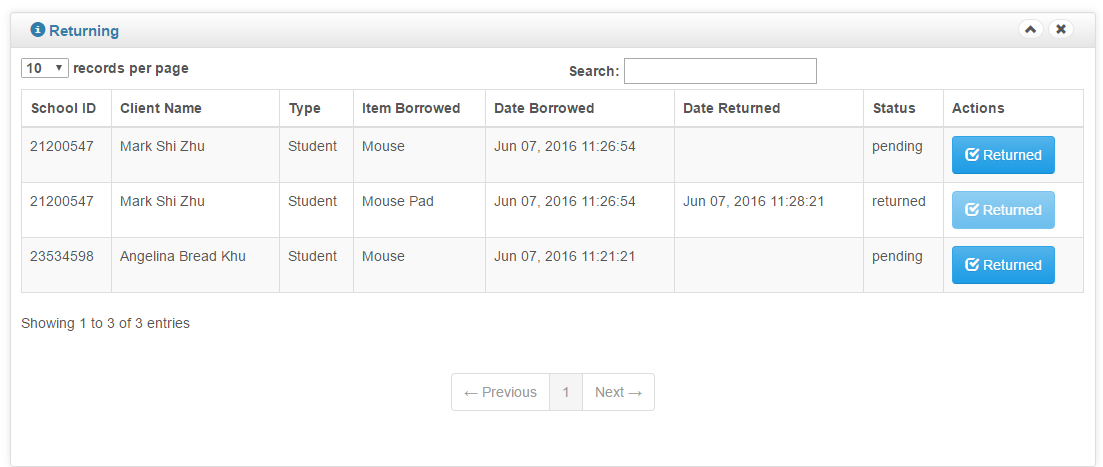 Returning
10 records per page Search:
School ID Client Name Type Item Borrowed Date Borrowed Date Returned Status Actions
21200547 Mark Shi Zhu Student Mouse Jun 07, 2016 11:26:54 pending Returned
21200547 Mark Shi Zhu Student Mouse Pad Jun 07, 2016 11:26:54 Jun 07, 2016 11:28:21 returned Returned
23534598 Angelina Bread Khu Student Mouse Jun 07, 2016 11:21:21 pending Returned
Showing 1 to 3 of 3 entries
← Previous 1 Next →